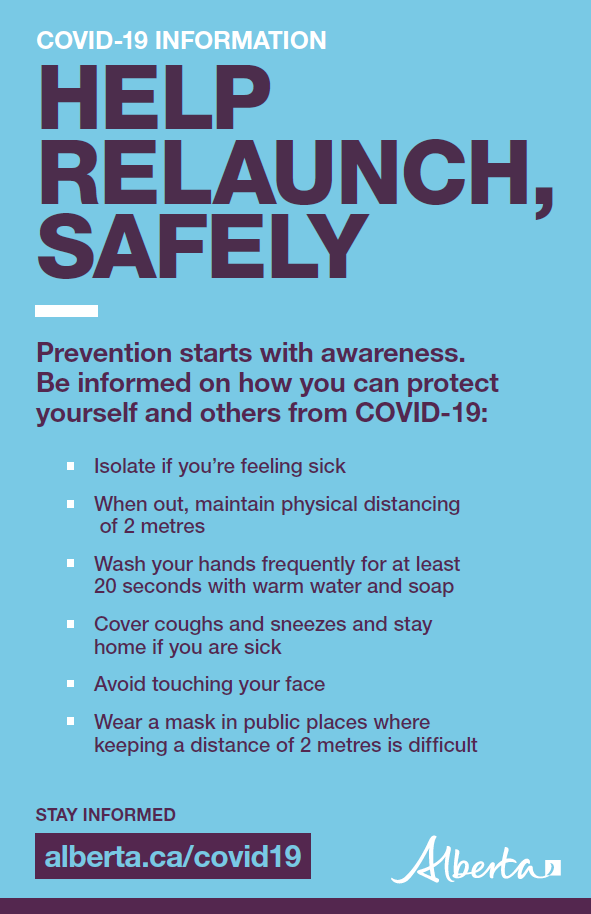 COVID-19 INFORMATION
HELP
RELAUNCH,
SAFELY
Prevention starts with awareness.
Be informed on how you can protect
yourself and others from COVID-19:
Isolate if you're feeling sick
When out, maintain physical distancing
of 2 metres
Wash your hands frequently for at least
20 seconds with warm water and soap
Cover coughs and sneezes and stay
home if you are sick
Avoid touching your face
Wear a mask in public places where
keeping a distance of 2 metres is difficult
STAY INFORMED
alberta.ca/covid19
Alberta